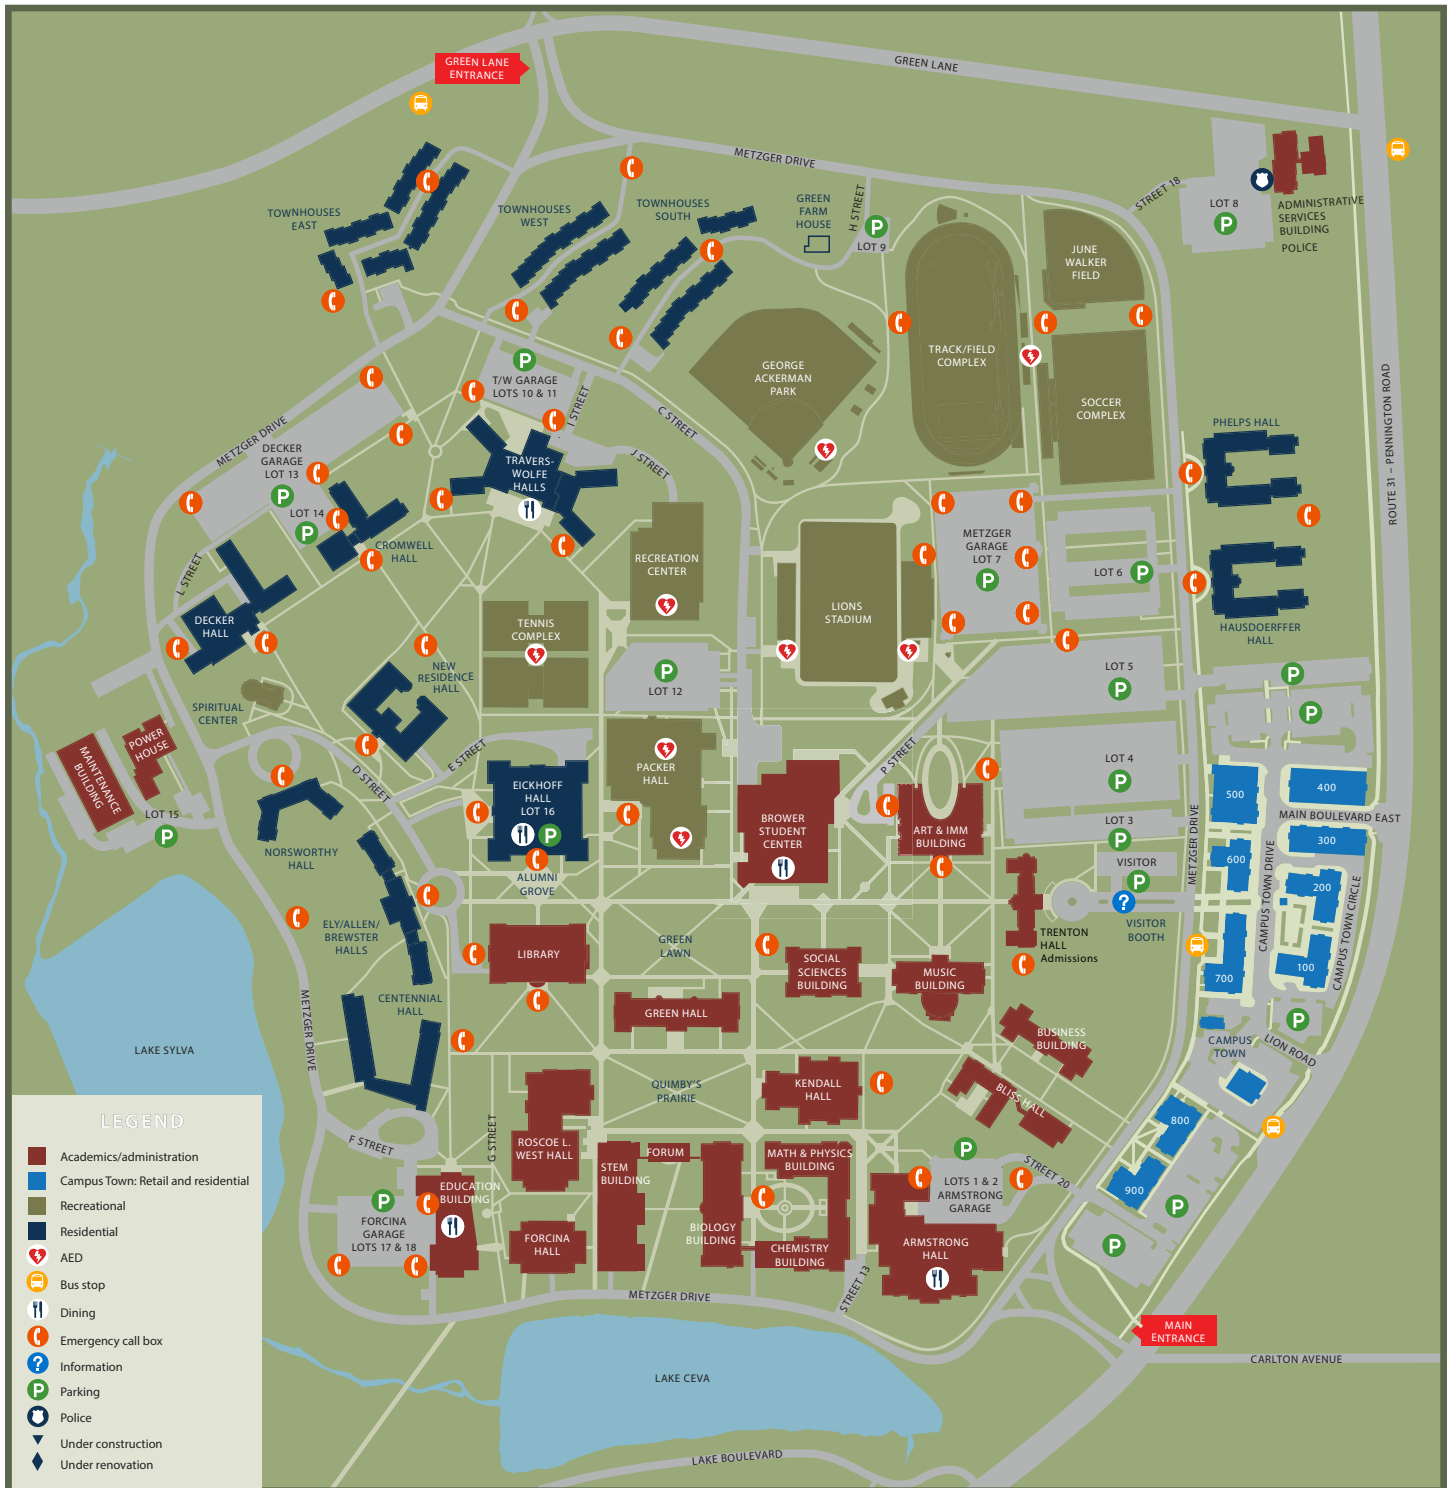 GREEN LANE
ENTRANCE
GREEN LANE
METZGER DRIVE
STREET 18
LOT 8
P
ADMINISTRATIVE
SERVICES
BUILDING
POLICE
TOWNHOUSES
EAST
TOWNHOUSES
WEST
TOWNHOUSES
SOUTH
GREEN
FARM
HOUSE
H STREET
P
LOT 9
JUNE
WALKER
FIELD
TRACK/FIELD
COMPLEX
GEORGE
ACKERMAN
PARK
SOCCER
COMPLEX
ROUTE 31 – PENNINGTON ROAD
P
T/W GARAGE
LOTS 10 & 11
I STREET
C STREET
J STREET
METZGER DRIVE
DECKER
GARAGE
LOT 13
P
LOT 14
P
TRAVERS-
WOLFE
HALLS
CROMWELL
HALL
L STREET
DECKER
HALL
PHELPS HALL
HAUSDOERFFER
HALL
RECREATION
CENTER
METZGER
GARAGE
LOT 7
P
LOT 6
P
LIONS
STADIUM
TENNIS
COMPLEX
NEW
RESIDENCE
HALL
P
LOT 12
LOT 5
P
P
P
SPIRITUAL
CENTER
POWER
HOUSE
MAINTENANCE
BUILDING
LOT 15
P
D STREET
E STREET
PACKER
HALL
P STREET
LOT 4
P
LOT 3
P
EICKHOFF
HALL
LOT 16
P
ALUMNI
GROVE
BROWER
STUDENT
CENTER
ART & IMM
BUILDING
VISITOR
P
?
VISITOR
BOOTH
METZGER DRIVE
500
400
MAIN BOULEVARD EAST
300
600
200
CAMPUS TOWN DRIVE
CAMPUS TOWN CIRCLE
100
700
P
NORSWORTHY
HALL
ELY/ALLEN/
BREWSTER
HALLS
CENTENNIAL
HALL
LIBRARY
GREEN
LAWN
SOCIAL
SCIENCES
BUILDING
MUSIC
BUILDING
TRENTON
HALL
Admissions
GREEN HALL
BUSINESS
BUILDING
CAMPUS
TOWN
LION ROAD
METZGER DRIVE
LAKE SYLVA
QUIMBY'S
PRAIRIE
KENDALL
HALL
BLISS HALL
800
900
P
P
F STREET
G STREET
ROSCOE L.
WEST HALL
STEM
BUILDING
FORUM
MATH & PHYSICS
BUILDING
P
LOTS 1 & 2
ARMSTRONG
GARAGE
STREET 20
EDUCATION
BUILDING
P
FORCINA
GARAGE
LOTS 17 & 18
FORCINA
HALL
BIOLOGY
BUILDING
CHEMISTRY
BUILDING
ARMSTRONG
HALL
STREET 13
METZGER DRIVE
MAIN
ENTRANCE
CARLTON AVENUE
LAKE CEVA
LAKE BOULEVARD
LEGEND
Academics/administration
Campus Town: Retail and residential
Recreational
Residential
AED
Bus stop
Dining
Emergency call box
? Information
P Parking
Police
Under construction
Under renovation